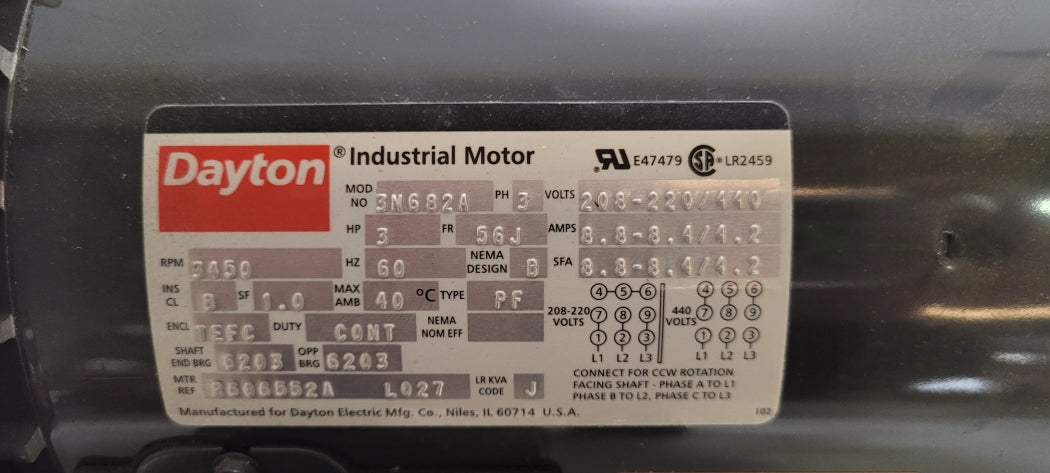 Dayton® Industrial Motor
E47479 SA® LR2459
MOD NO 3N682A PH 3 VOLTS 208-220/440
HP 3 FR 56J AMPS 8.8-8.4/4.2
RPM 3450 HZ 60 NEMA DESIGN B SFA 8.8-8.4/4.2
INS CL B SF 1.0 MAX AMB 40 °C TYPE PF
ENCL TEFC DUTY CONT NEMA NOM EFF
SHAFT END BRG 6203 OPP BRG 6203
MTR REF R606552A L027 LR KVA CODE J
208-220 VOLTS 440 VOLTS
4 5 6 4 5 6
7 8 9 7 8 9
1 2 3 1 2 3
L1 L2 L3 L1 L2 L3
CONNECT FOR CCW ROTATION
FACING SHAFT - PHASE A TO L1
PHASE B TO L2, PHASE C TO L3
Manufactured for Dayton Electric Mfg. Co., Niles, IL 60714 U.S.A. 102